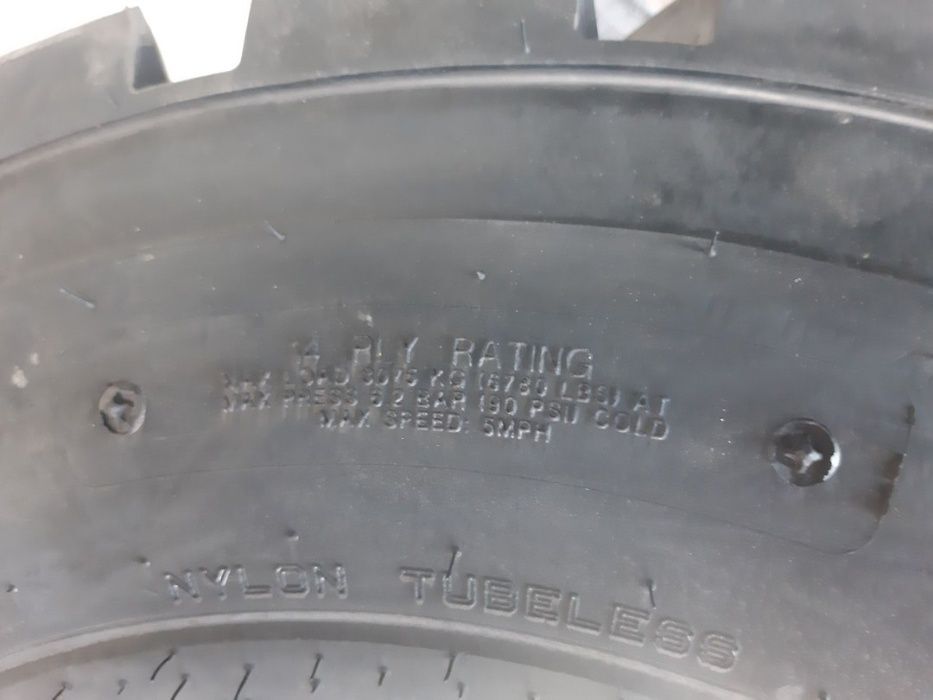 14 PLY RATING
MAX LOAD 3075 KG (6780 LBS) AT
MAX PRESS 6.2 BAR (90 PSI) COLD
MAX SPEED: 5MPH
NYLON TUBELESS